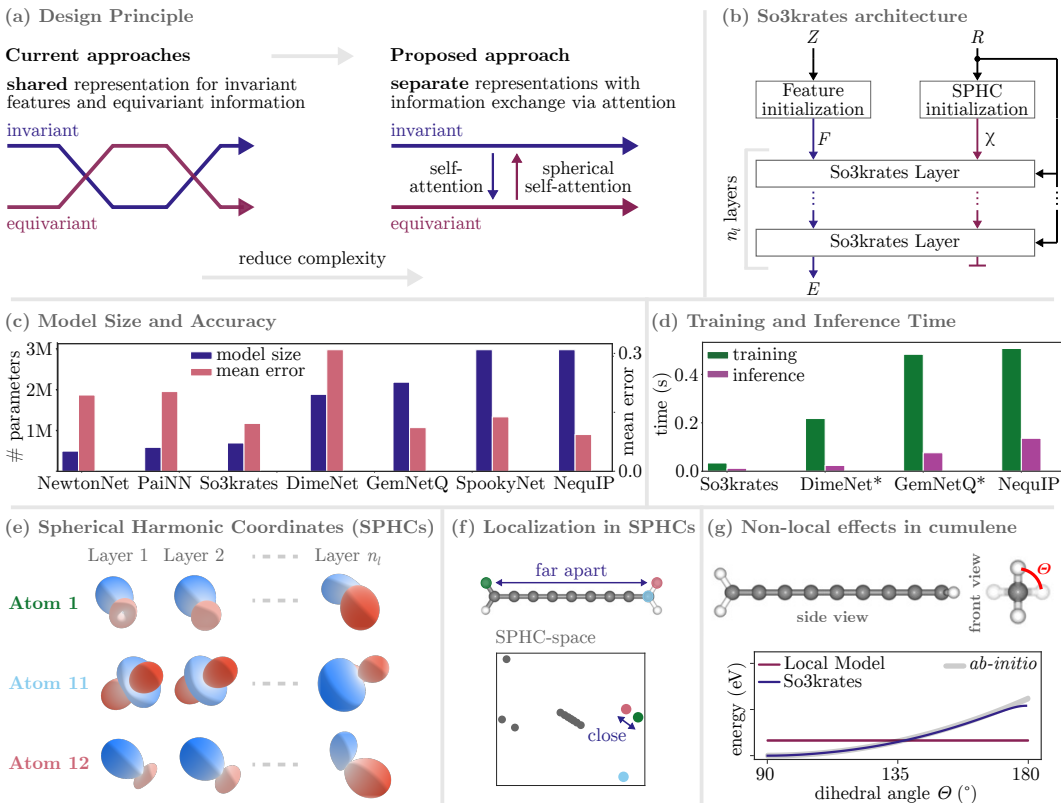 (a) Design Principle
Current approaches
shared representation for invariant
features and equivariant information
invariant
equivariant
Proposed approach
separate representations with
information exchange via attention
invariant
self-
attention
spherical
self-attention
equivariant
reduce complexity
(b) So3krates architecture
Z
R
Feature
initialization
SPHC
initialization
F
χ
So3krates Layer
n_l layers
So3krates Layer
E
(c) Model Size and Accuracy
3M
2M
1M
# parameters
model size
mean error
0.3
0.0
mean error
NewtonNet
PaiNN
So3krates
DimeNet
GemNetQ
SpookyNet
NequIP
(d) Training and Inference Time
training
inference
time (s)
0.4
0.2
0.0
So3krates
DimeNet*
GemNetQ*
NequIP
(e) Spherical Harmonic Coordinates (SPHCs)
Layer 1
Layer 2
Layer n_l
Atom 1
Atom 11
Atom 12
(f) Localization in SPHCs
far apart
SPHC-space
close
(g) Non-local effects in cumulene
side view
front view
Θ
Local Model
So3krates
ab-initio
energy (eV)
90
135
180
dihedral angle Θ (°)